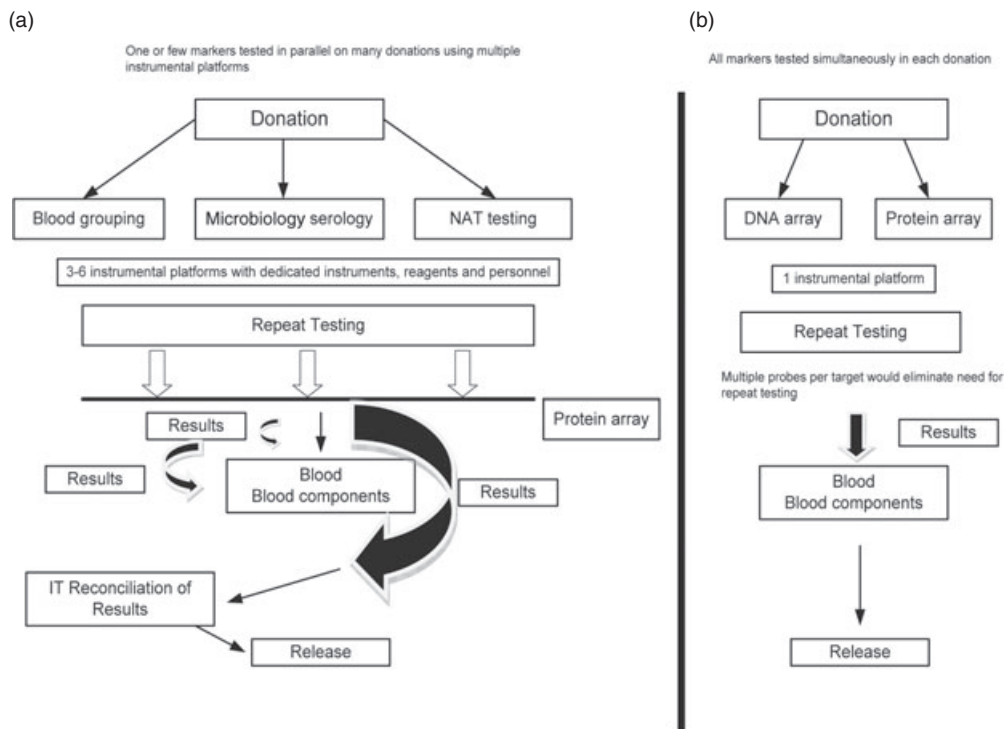 (a)
One or few markers tested in parallel on many donations using multiple
instrumental platforms
Donation
Blood grouping
Microbiology serology
NAT testing
3-6 instrumental platforms with dedicated instruments, reagents and personnel
Repeat Testing
Protein array
Results
Results
Blood
Blood components
Results
IT Reconciliation of
Results
Release
(b)
All markers tested simultaneously in each donation
Donation
DNA array
Protein array
1 instrumental platform
Repeat Testing
Multiple probes per target would eliminate need for
repeat testing
Results
Blood
Blood components
Release